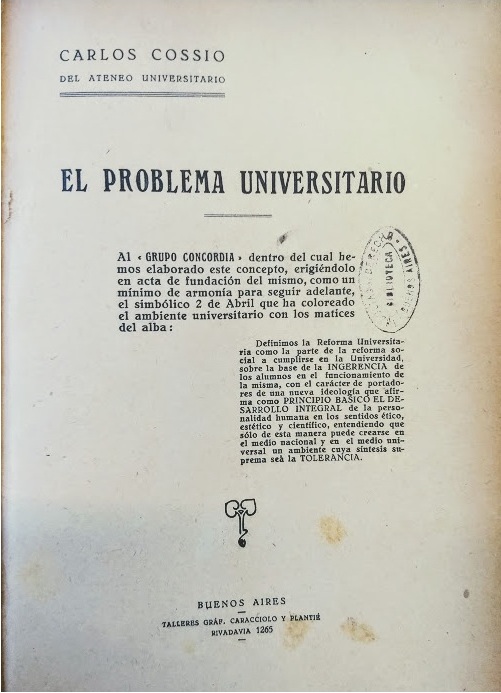 CARLOS COSSIO
DEL ATENEO UNIVERSITARIO
EL PROBLEMA UNIVERSITARIO
Al « GRUPO CONCORDIA » dentro del cual he-
mos elaborado este concepto, erigiéndolo
en acta de fundación del mismo, como un
mínimo de armonía para seguir adelante,
el simbólico 2 de Abril que ha coloreado
el ambiente universitario con los matices
del alba :
Definimos la Reforma Universita-
ria como la parte de la reforma so-
cial a cumplirse en la Universidad,
sobre la base de la INGERENCIA de
los alumnos en el funcionamiento de
la misma, con el carácter de portado-
res de una nueva ideología que afir-
ma como PRINCIPIO BASICO EL DE-
SARROLLO INTEGRAL de la perso-
nalidad humana en los sentidos ético,
estético y científico, entendiendo que
sólo de esta manera puede crearse en
el medio nacional y en el medio uni-
versal un ambiente cuya síntesis su-
prema seá la TOLERANCIA.
BIBLIOTECA
BUENOS AIRES
TALLERES GRÁF. CARACCIOLO Y PLANTIÉ
RIVADAVIA 1265